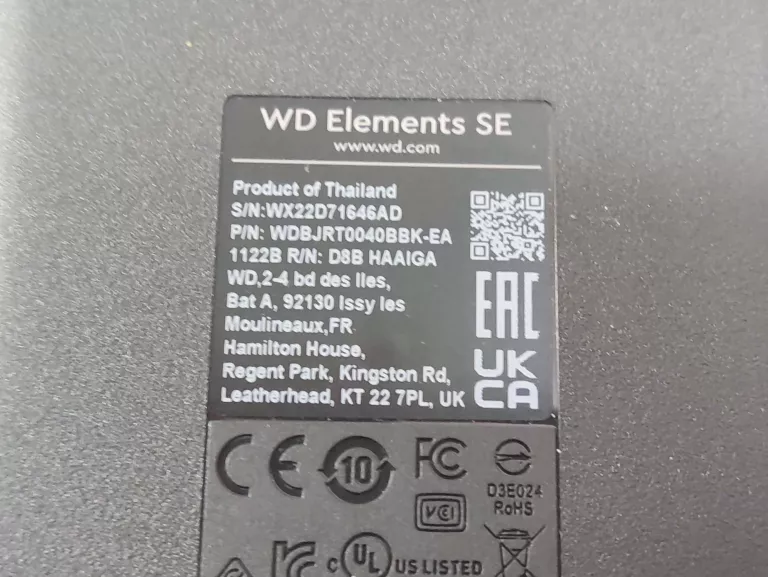 WD Elements SE
www.wd.com
Product of Thailand
S/N:WX22D71646AD
P/N: WDBJRT0040BBK-EA
1122B R/N: D8B HAAIGA
WD,2-4 bd des Iles,
Bat A, 92130 Issy les
Moulineaux,FR
Hamilton House,
Regent Park, Kingston Rd,
Leatherhead, KT 22 7PL, UK
EAC
UK
CA
CE 10 FC
D3E024
RoHS
VCI
c UL US LISTED